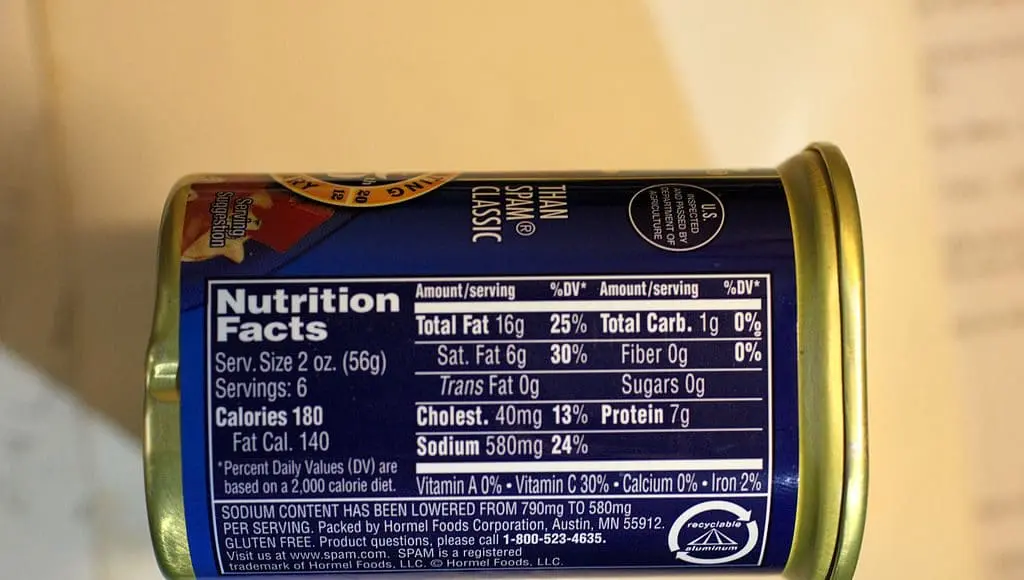 Serving
Suggestion
RY
12
20
TING
THAN
SPAM®
CLASSIC
U.S.
INSPECTED
AND PASSED BY
DEPARTMENT OF
AGRICULTURE
Nutrition
Facts
Serv. Size 2 oz. (56g)
Servings: 6
Calories 180
Fat Cal. 140
*Percent Daily Values (DV) are
based on a 2,000 calorie diet.
Amount/serving %DV* Amount/serving %DV*
Total Fat 16g 25% Total Carb. 1g 0%
Sat. Fat 6g 30% Fiber 0g 0%
Trans Fat 0g Sugars 0g
Cholest. 40mg 13% Protein 7g
Sodium 580mg 24%
Vitamin A 0% • Vitamin C 30% • Calcium 0% • Iron 2%
SODIUM CONTENT HAS BEEN LOWERED FROM 790mg TO 580mg
PER SERVING. Packed by Hormel Foods Corporation, Austin, MN 55912.
GLUTEN FREE. Product questions, please call 1-800-523-4635.
Visit us at www.spam.com. SPAM is a registered
trademark of Hormel Foods, LLC. © Hormel Foods, LLC.
recyclable
aluminum